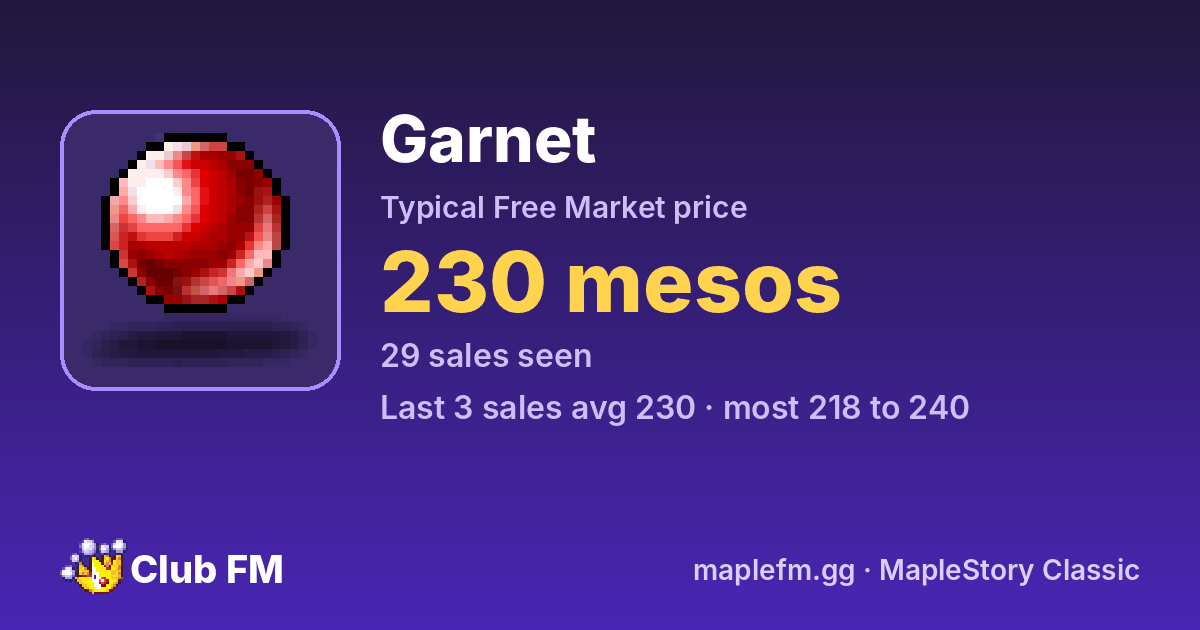 Garnet
Typical Free Market price
230 mesos
29 sales seen
Last 3 sales avg 230 · most 218 to 240
Club FM
maplefm.gg · MapleStory Classic